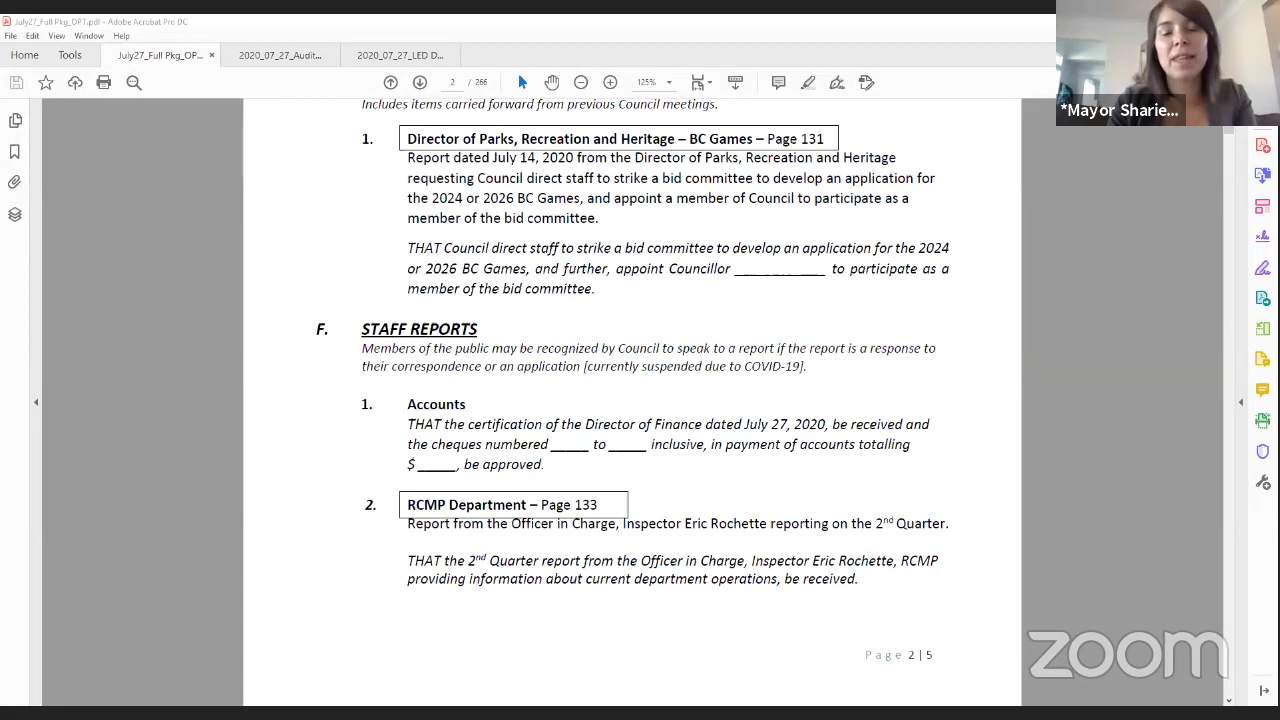 July27_Full Pkg_OPT.pdf - Adobe Acrobat Pro DC
File Edit View Window Help
Home Tools July27_Full Pkg_OP... × 2020_07_27_Audit... 2020_07_27_LED D...
2 / 266 125%
*Mayor Sharie...
Includes items carried forward from previous Council meetings.
1. Director of Parks, Recreation and Heritage – BC Games – Page 131
Report dated July 14, 2020 from the Director of Parks, Recreation and Heritage
requesting Council direct staff to strike a bid committee to develop an application for
the 2024 or 2026 BC Games, and appoint a member of Council to participate as a
member of the bid committee.
THAT Council direct staff to strike a bid committee to develop an application for the 2024
or 2026 BC Games, and further, appoint Councillor ____________ to participate as a
member of the bid committee.
F. STAFF REPORTS
Members of the public may be recognized by Council to speak to a report if the report is a response to
their correspondence or an application [currently suspended due to COVID-19].
1. Accounts
THAT the certification of the Director of Finance dated July 27, 2020, be received and
the cheques numbered _____ to _____ inclusive, in payment of accounts totalling
$ _____, be approved.
2. RCMP Department – Page 133
Report from the Officer in Charge, Inspector Eric Rochette reporting on the 2nd Quarter.
THAT the 2nd Quarter report from the Officer in Charge, Inspector Eric Rochette, RCMP
providing information about current department operations, be received.
Page 2 | 5
zoom